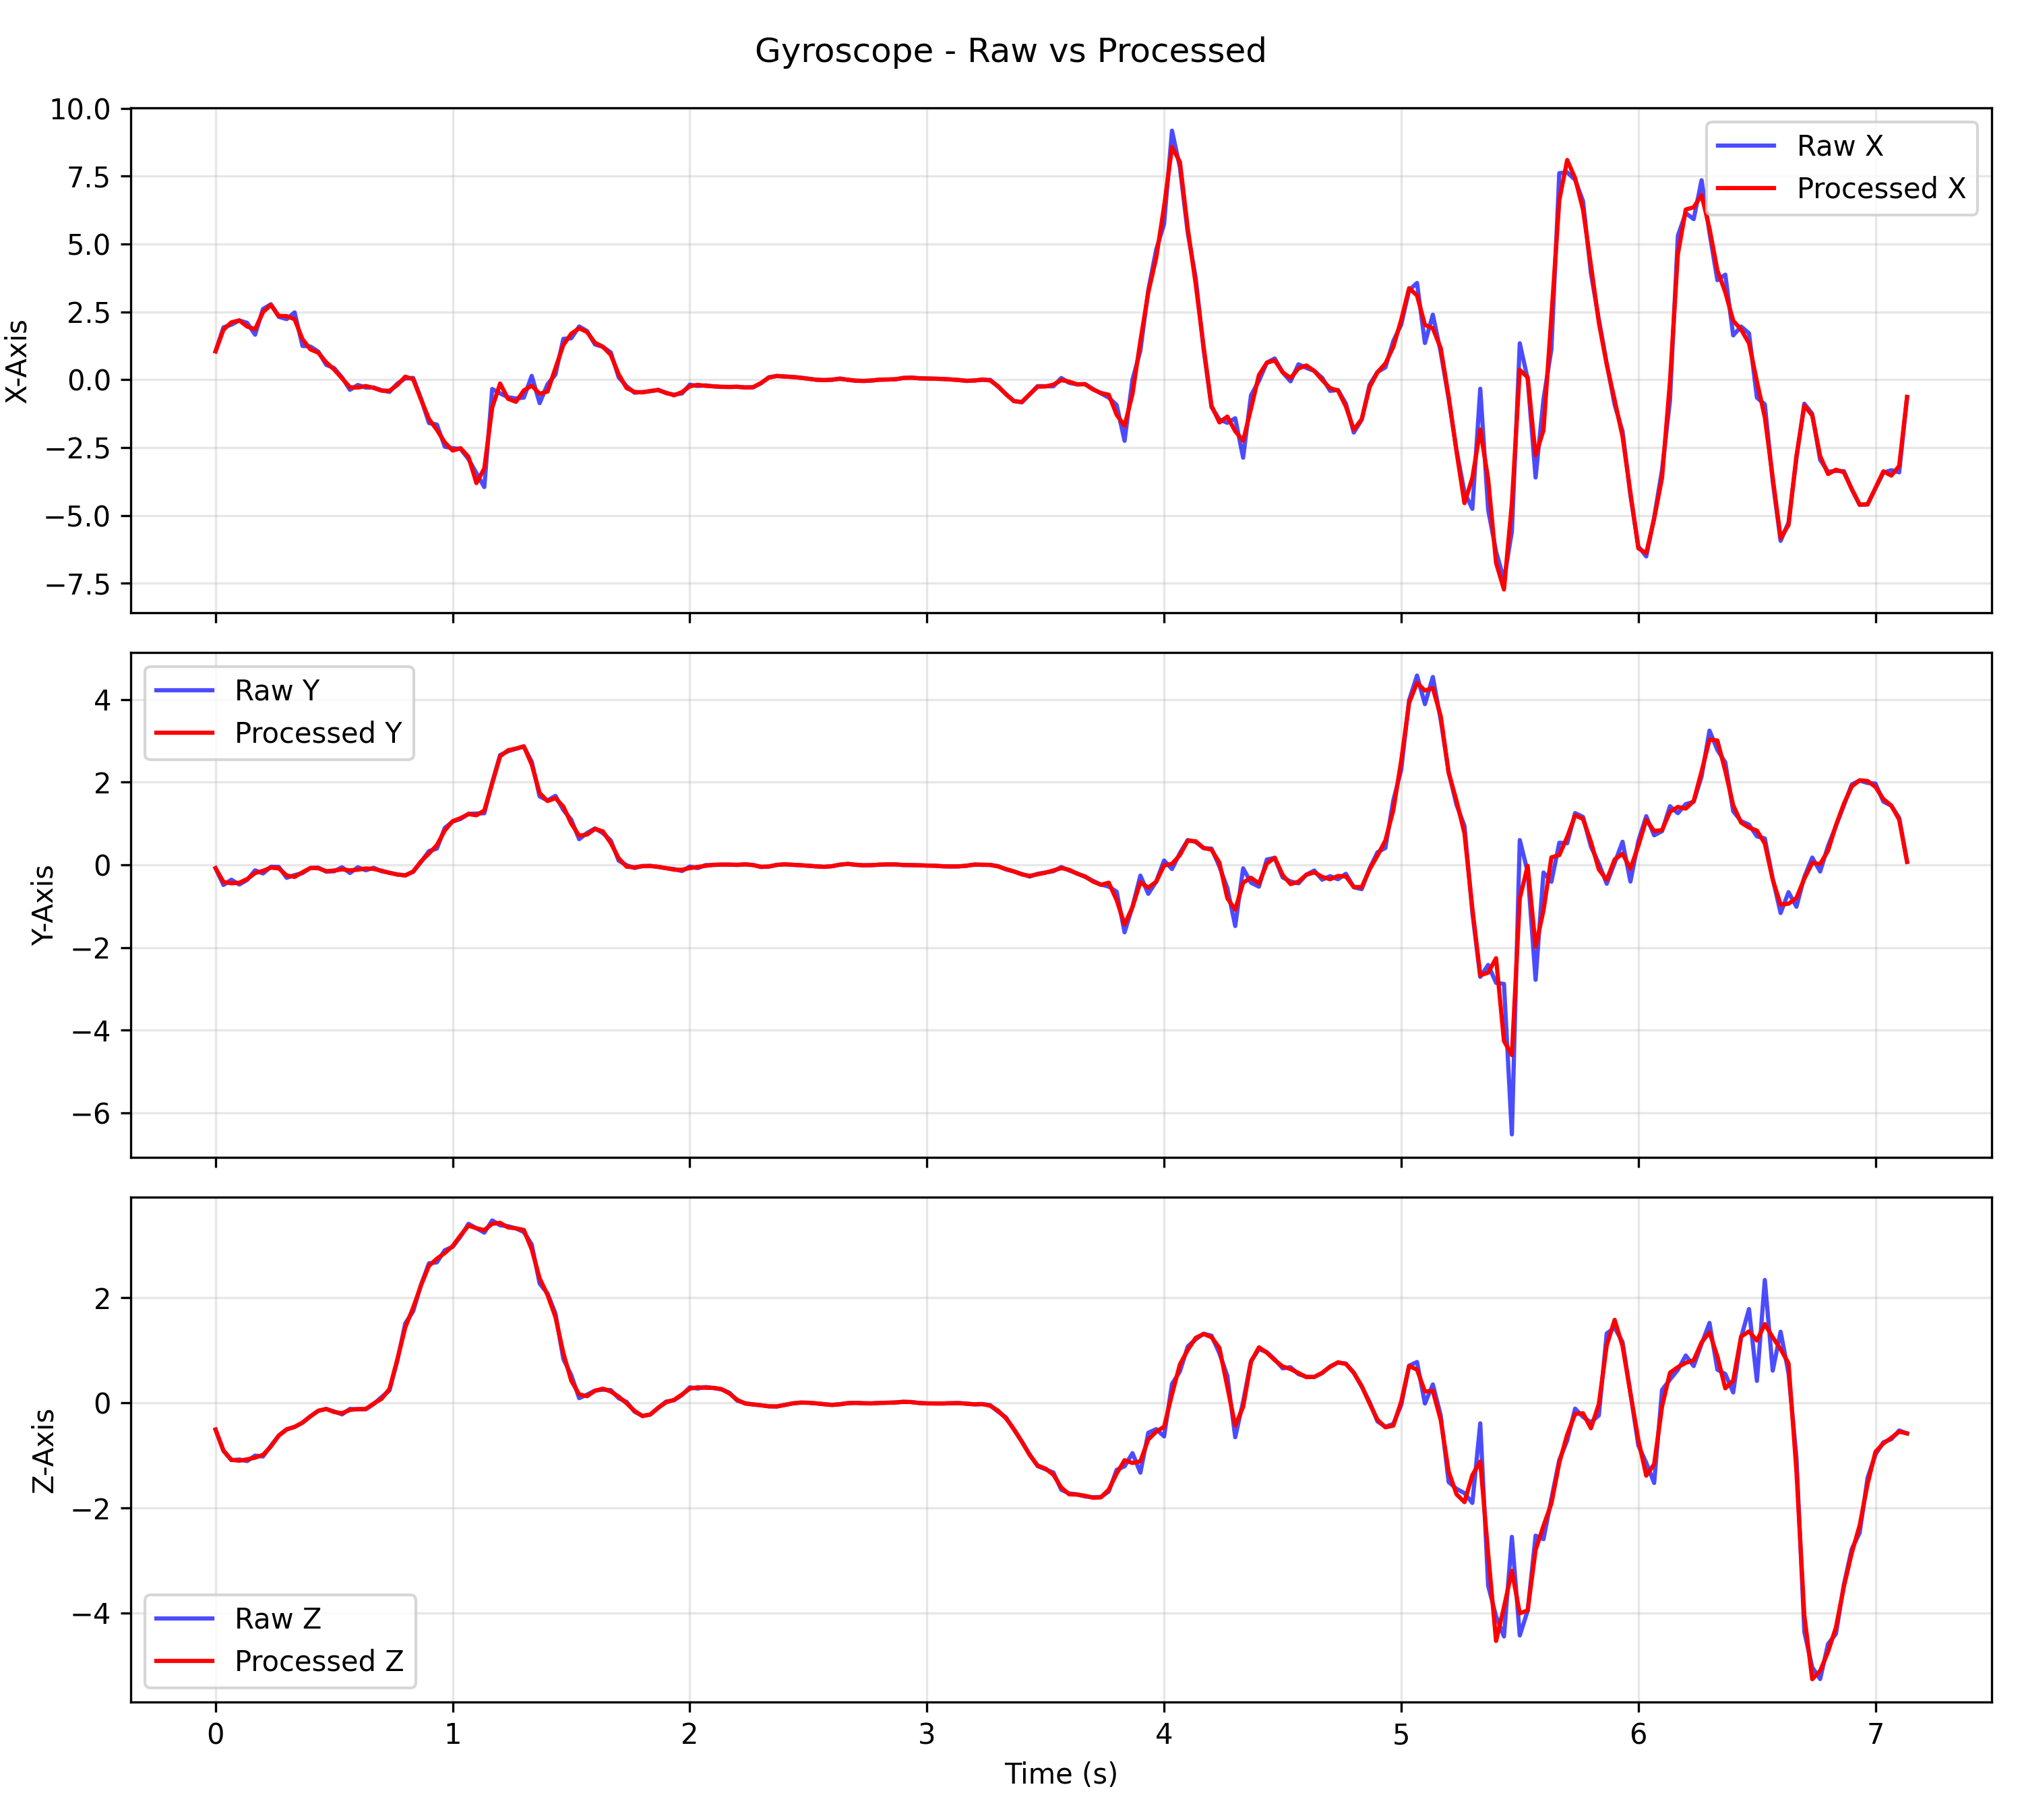 Gyroscope - Raw vs Processed
10.0
7.5
5.0
2.5
0.0
−2.5
−5.0
−7.5
X-Axis
Raw X
Processed X
4
2
0
−2
−4
−6
Y-Axis
Raw Y
Processed Y
2
0
−2
−4
Z-Axis
Raw Z
Processed Z
0 1 2 3 4 5 6 7
Time (s)